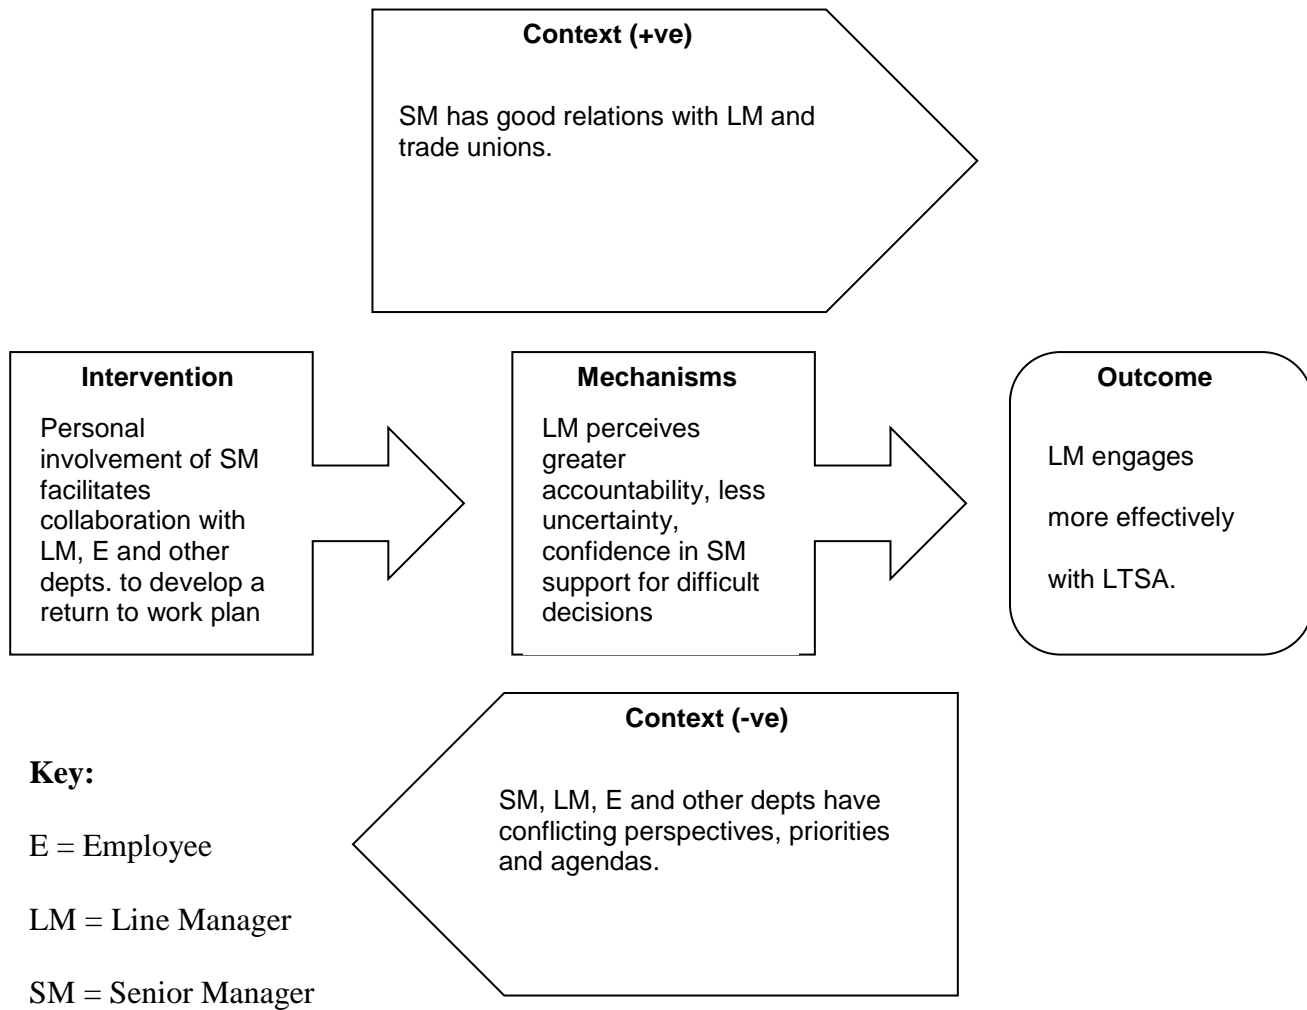 Context (+ve)
SM has good relations with LM and
trade unions.
Intervention
Personal
involvement of SM
facilitates
collaboration with
LM, E and other
depts. to develop a
return to work plan
Mechanisms
LM perceives
greater
accountability, less
uncertainty,
confidence in SM
support for difficult
decisions
Outcome
LM engages
more effectively
with LTSA.
Context (-ve)
SM, LM, E and other depts have
conflicting perspectives, priorities
and agendas.
Key:
E = Employee
LM = Line Manager
SM = Senior Manager